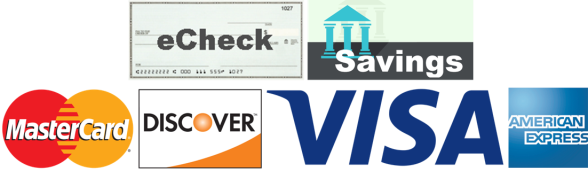 1027
eCheck
Savings
MasterCard
DISCOVER
VISA
AMERICAN
EXPRESS